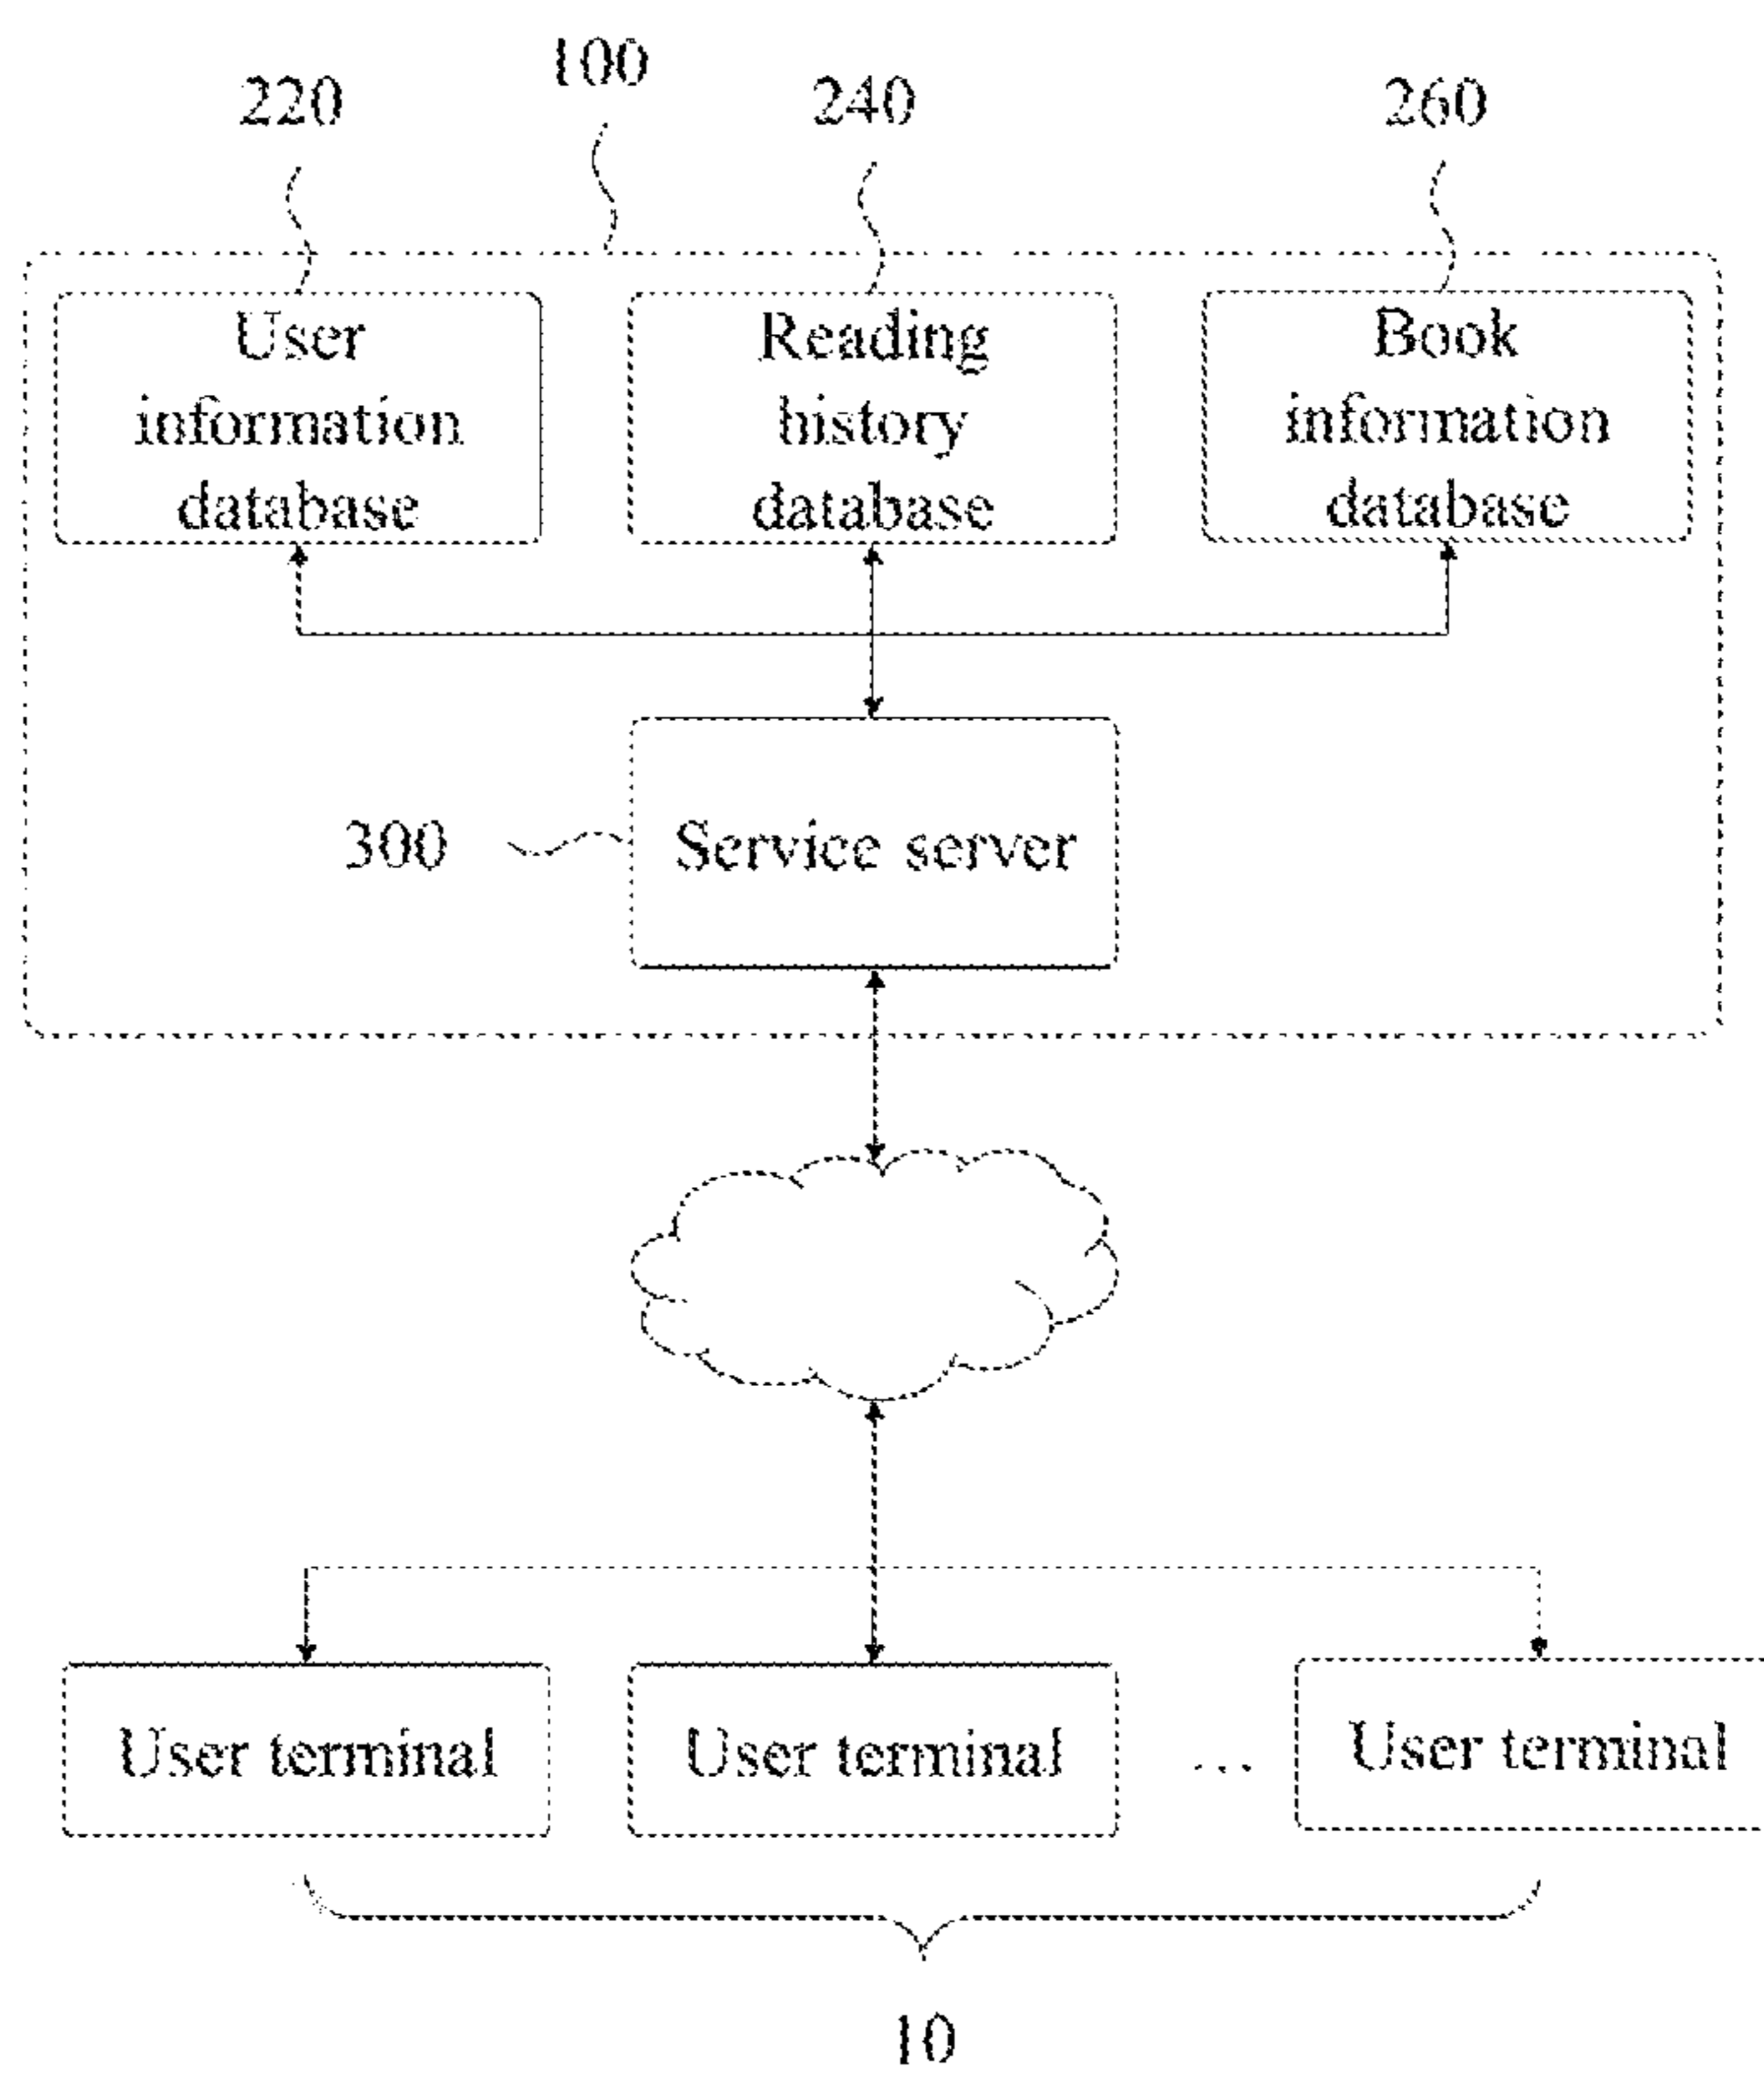 100
220
240
260
User
information
database
Reading
history
database
Book
information
database
300
Service server
User terminal
User terminal
...
User terminal
10